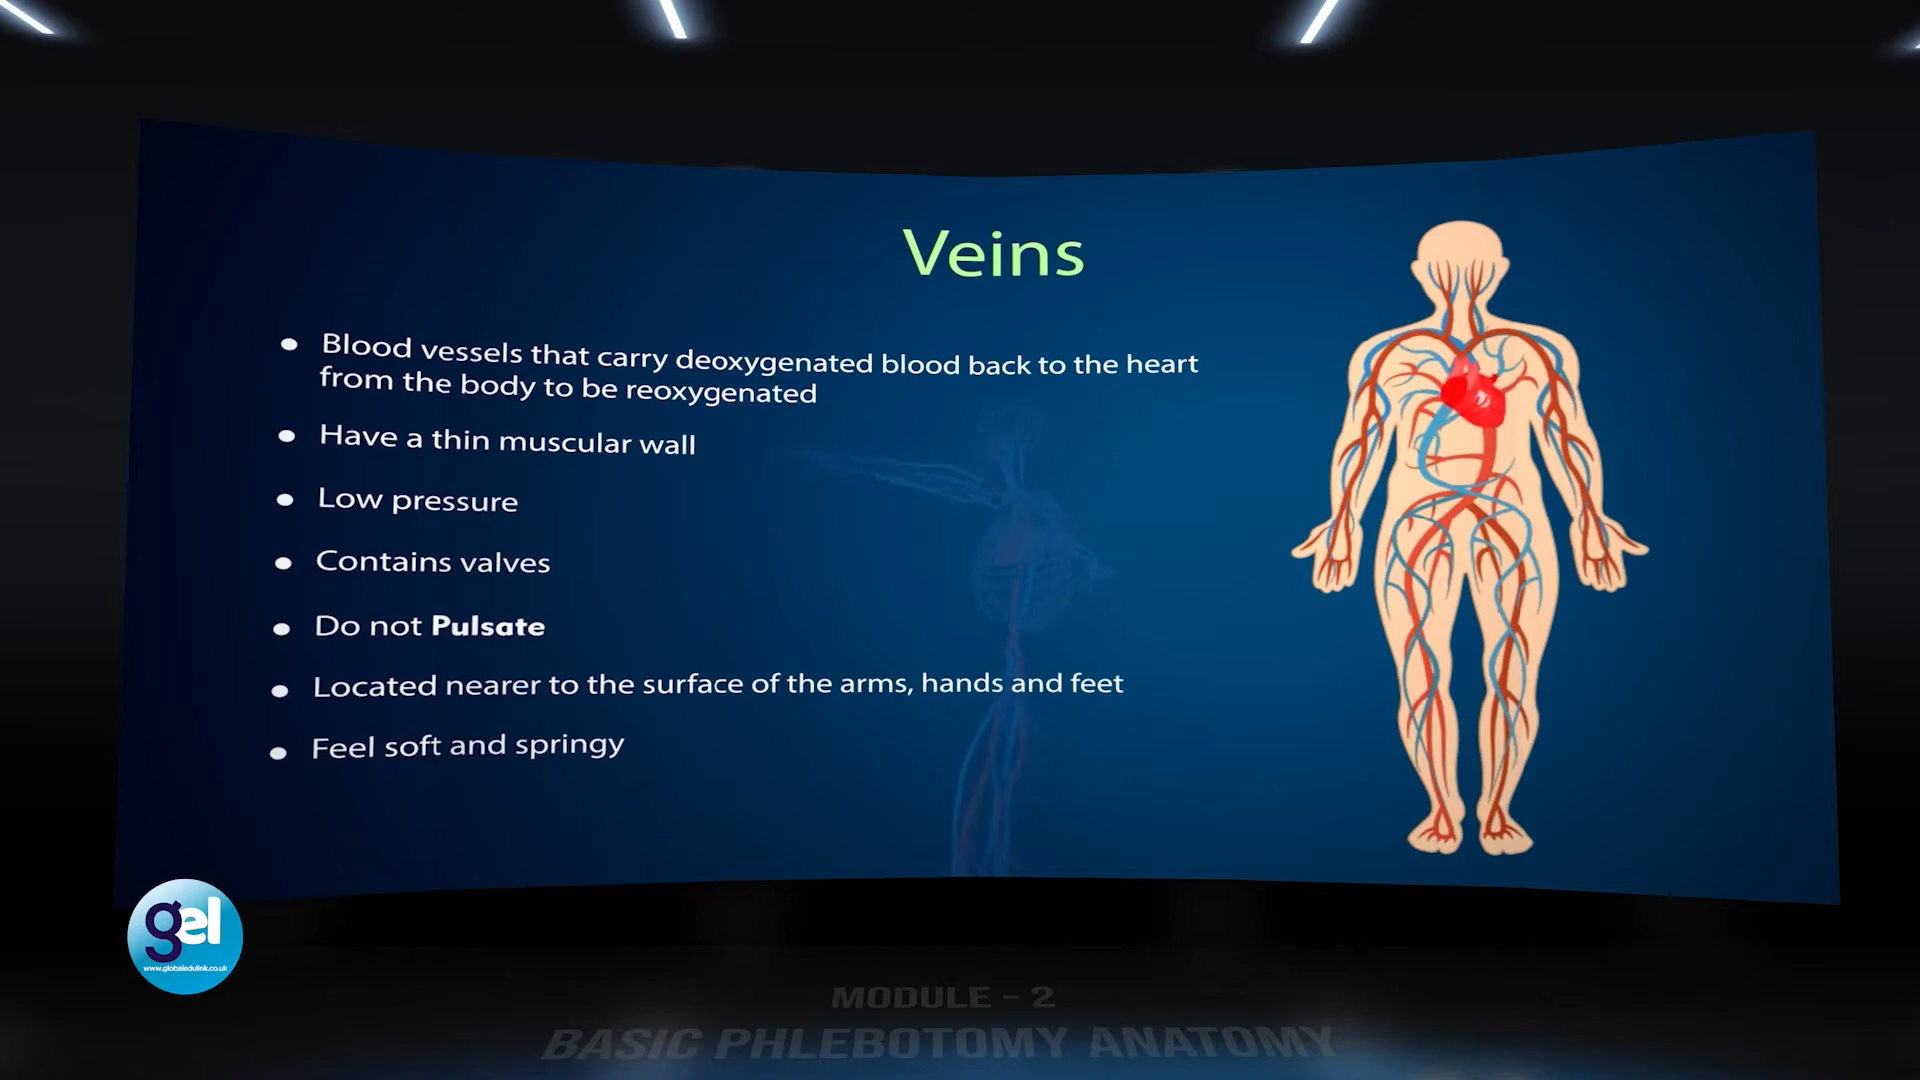 Veins
● Blood vessels that carry deoxygenated blood back to the heart
from the body to be reoxygenated
● Have a thin muscular wall
● Low pressure
● Contains valves
● Do not Pulsate
● Located nearer to the surface of the arms, hands and feet
● Feel soft and springy
gel
www.globaledulink.co.uk
MODULE - 2
BASIC PHLEBOTOMY ANATOMY